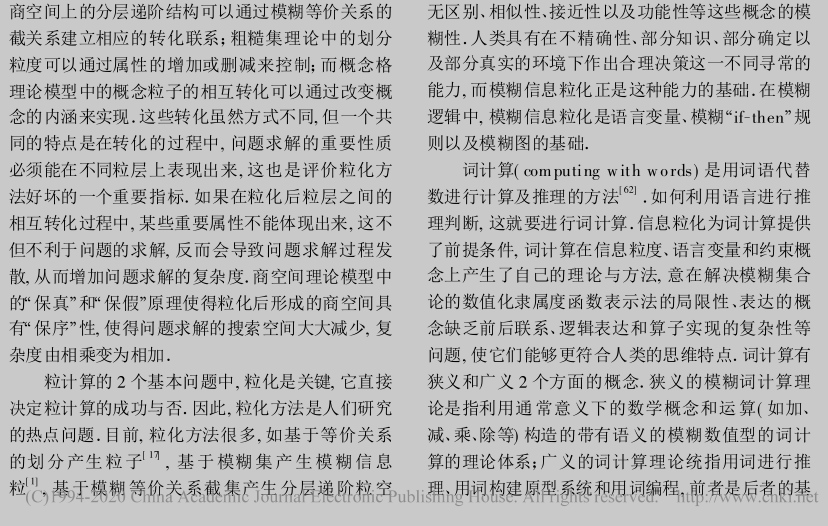 商空间上的分层递阶结构可以通过模糊等价关系的
截关系建立相应的转化联系;粗糙集理论中的划分
粒度可以通过属性的增加或删减来控制;而概念格
理论模型中的概念粒子的相互转化可以通过改变概
念的内涵来实现.这些转化虽然方式不同,但一个共
同的特点是在转化的过程中,问题求解的重要性质
必须能在不同粒层上表现出来,这也是评价粒化方
法好坏的一个重要指标.如果在粒化后粒层之间的
相互转化过程中,某些重要属性不能体现出来,这不
但不利于问题的求解,反而会导致问题求解过程发
散,从而增加问题求解的复杂度.商空间理论模型中
的“保真”和“保假”原理使得粒化后形成的商空间具
有“保序”性,使得问题求解的搜索空间大大减少,复
杂度由相乘变为相加.
粒计算的2个基本问题中,粒化是关键,它直接
决定粒计算的成功与否.因此,粒化方法是人们研究
的热点问题.目前,粒化方法很多,如基于等价关系
的划分产生粒子[17],基于模糊集产生模糊信息
粒[1],基于模糊等价关系截集产生分层递阶粒空
无区别、相似性、接近性以及功能性等这些概念的模
糊性.人类具有在不精确性、部分知识、部分确定以
及部分真实的环境下作出合理决策这一不同寻常的
能力,而模糊信息粒化正是这种能力的基础.在模糊
逻辑中,模糊信息粒化是语言变量、模糊“if-then”规
则以及模糊图的基础.
词计算(computing with words)是用词语代替
数进行计算及推理的方法[62].如何利用语言进行推
理判断,这就要进行词计算.信息粒化为词计算提供
了前提条件,词计算在信息粒度、语言变量和约束概
念上产生了自己的理论与方法,意在解决模糊集合
论的数值化隶属度函数表示法的局限性、表达的概
念缺乏前后联系、逻辑表达和算子实现的复杂性等
问题,使它们能够更符合人类的思维特点.词计算有
狭义和广义2个方面的概念.狭义的模糊词计算理
论是指利用通常意义下的数学概念和运算(如加、
减、乘、除等)构造的带有语义的模糊数值型的词计
算的理论体系;广义的词计算理论统指用词进行推
理、用词构建原型系统和用词编程,前者是后者的基
(C)1994-2020 China Academic Journal Electronic Publishing House. All rights reserved. http://www.cnki.net